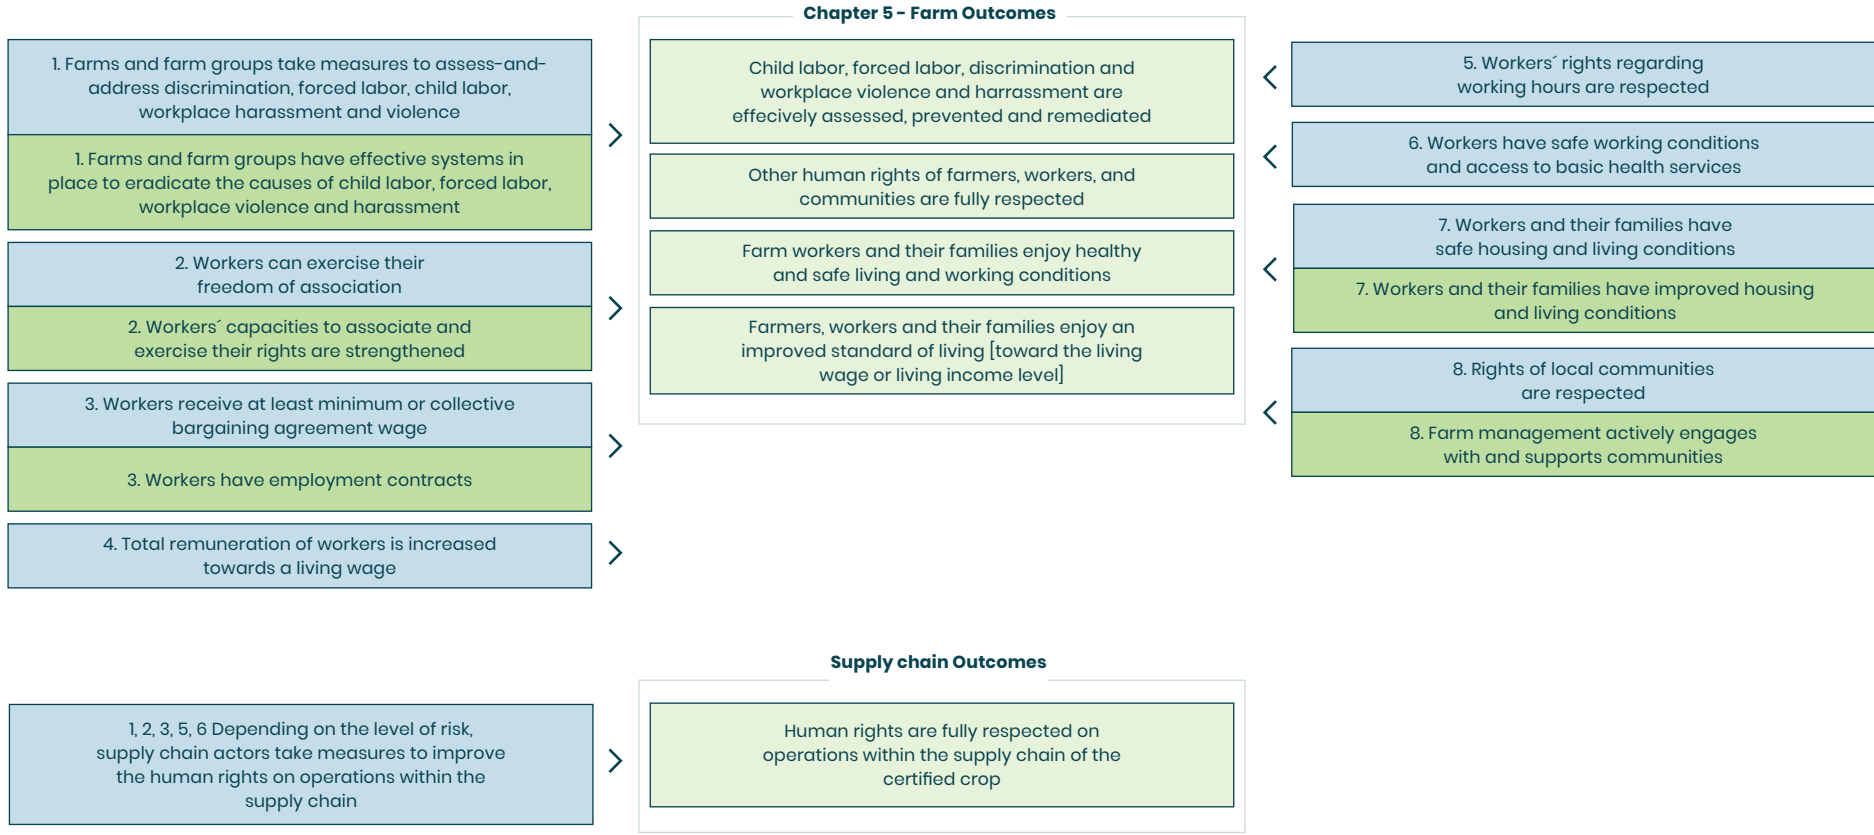 Chapter 5 - Farm Outcomes
1. Farms and farm groups take measures to assess-and-
address discrimination, forced labor, child labor,
workplace harassment and violence
1. Farms and farm groups have effective systems in
place to eradicate the causes of child labor, forced labor,
workplace violence and harassment
2. Workers can exercise their
freedom of association
2. Workers´ capacities to associate and
exercise their rights are strengthened
3. Workers receive at least minimum or collective
bargaining agreement wage
3. Workers have employment contracts
4. Total remuneration of workers is increased
towards a living wage
Child labor, forced labor, discrimination and
workplace violence and harrassment are
effecively assessed, prevented and remediated
Other human rights of farmers, workers, and
communities are fully respected
Farm workers and their families enjoy healthy
and safe living and working conditions
Farmers, workers and their families enjoy an
improved standard of living [toward the living
wage or living income level]
5. Workers´ rights regarding
working hours are respected
6. Workers have safe working conditions
and access to basic health services
7. Workers and their families have
safe housing and living conditions
7. Workers and their families have improved housing
and living conditions
8. Rights of local communities
are respected
8. Farm management actively engages
with and supports communities
Supply chain Outcomes
1, 2, 3, 5, 6 Depending on the level of risk,
supply chain actors take measures to improve
the human rights on operations within the
supply chain
Human rights are fully respected on
operations within the supply chain of the
certified crop